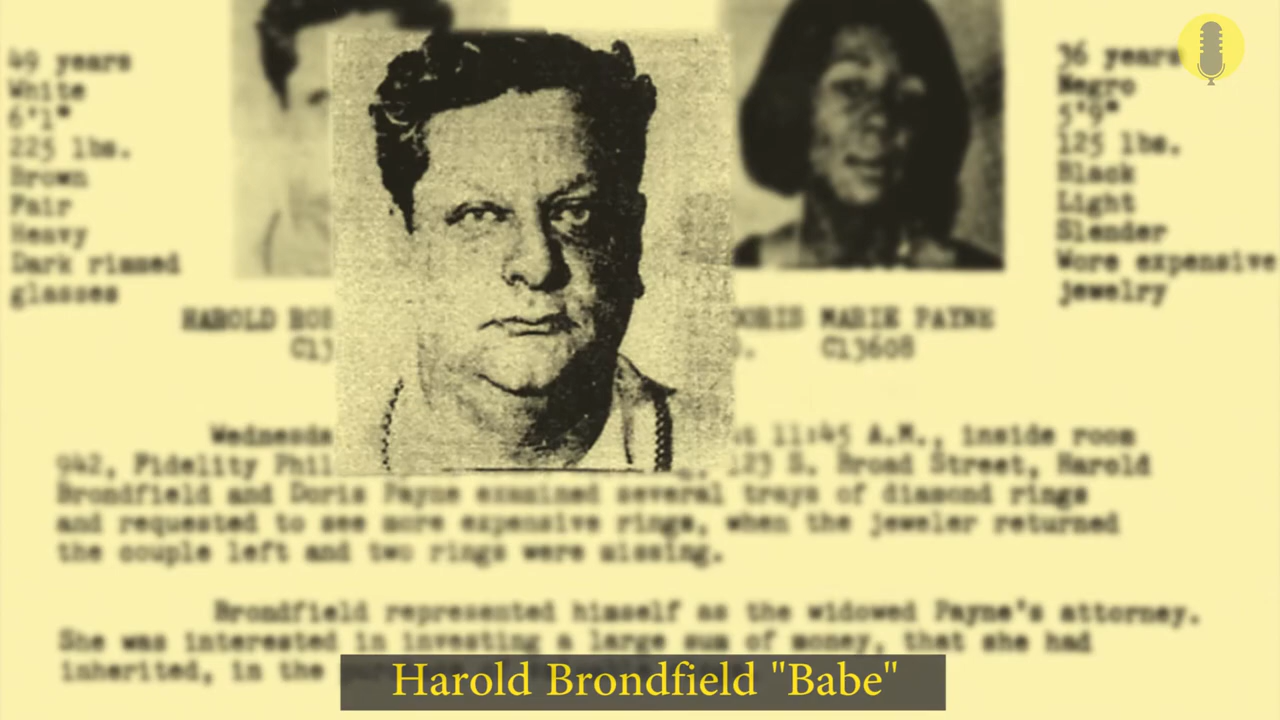 49 years
White
6'1"
225 lbs.
Brown
Fair
Heavy
Dark rimmed
glasses
36 years
Negro
5'9"
125 lbs.
Black
Light
Slender
Wore expensive
jewelry
HAROLD DORIS MARIE PAYNE
C13608
11:45 A.M., inside room
942, Fidelity 123 S. Broad Street, Harold
Brondfield and Doris Payne examined several trays of diamond rings
and requested to see more expensive rings, when the jeweler returned
the couple left and two rings were missing.
Brondfield represented himself as the widowed Payne's attorney.
She was interested in investing a large sum of money, that she had
inherited, in the
Harold Brondfield "Babe"